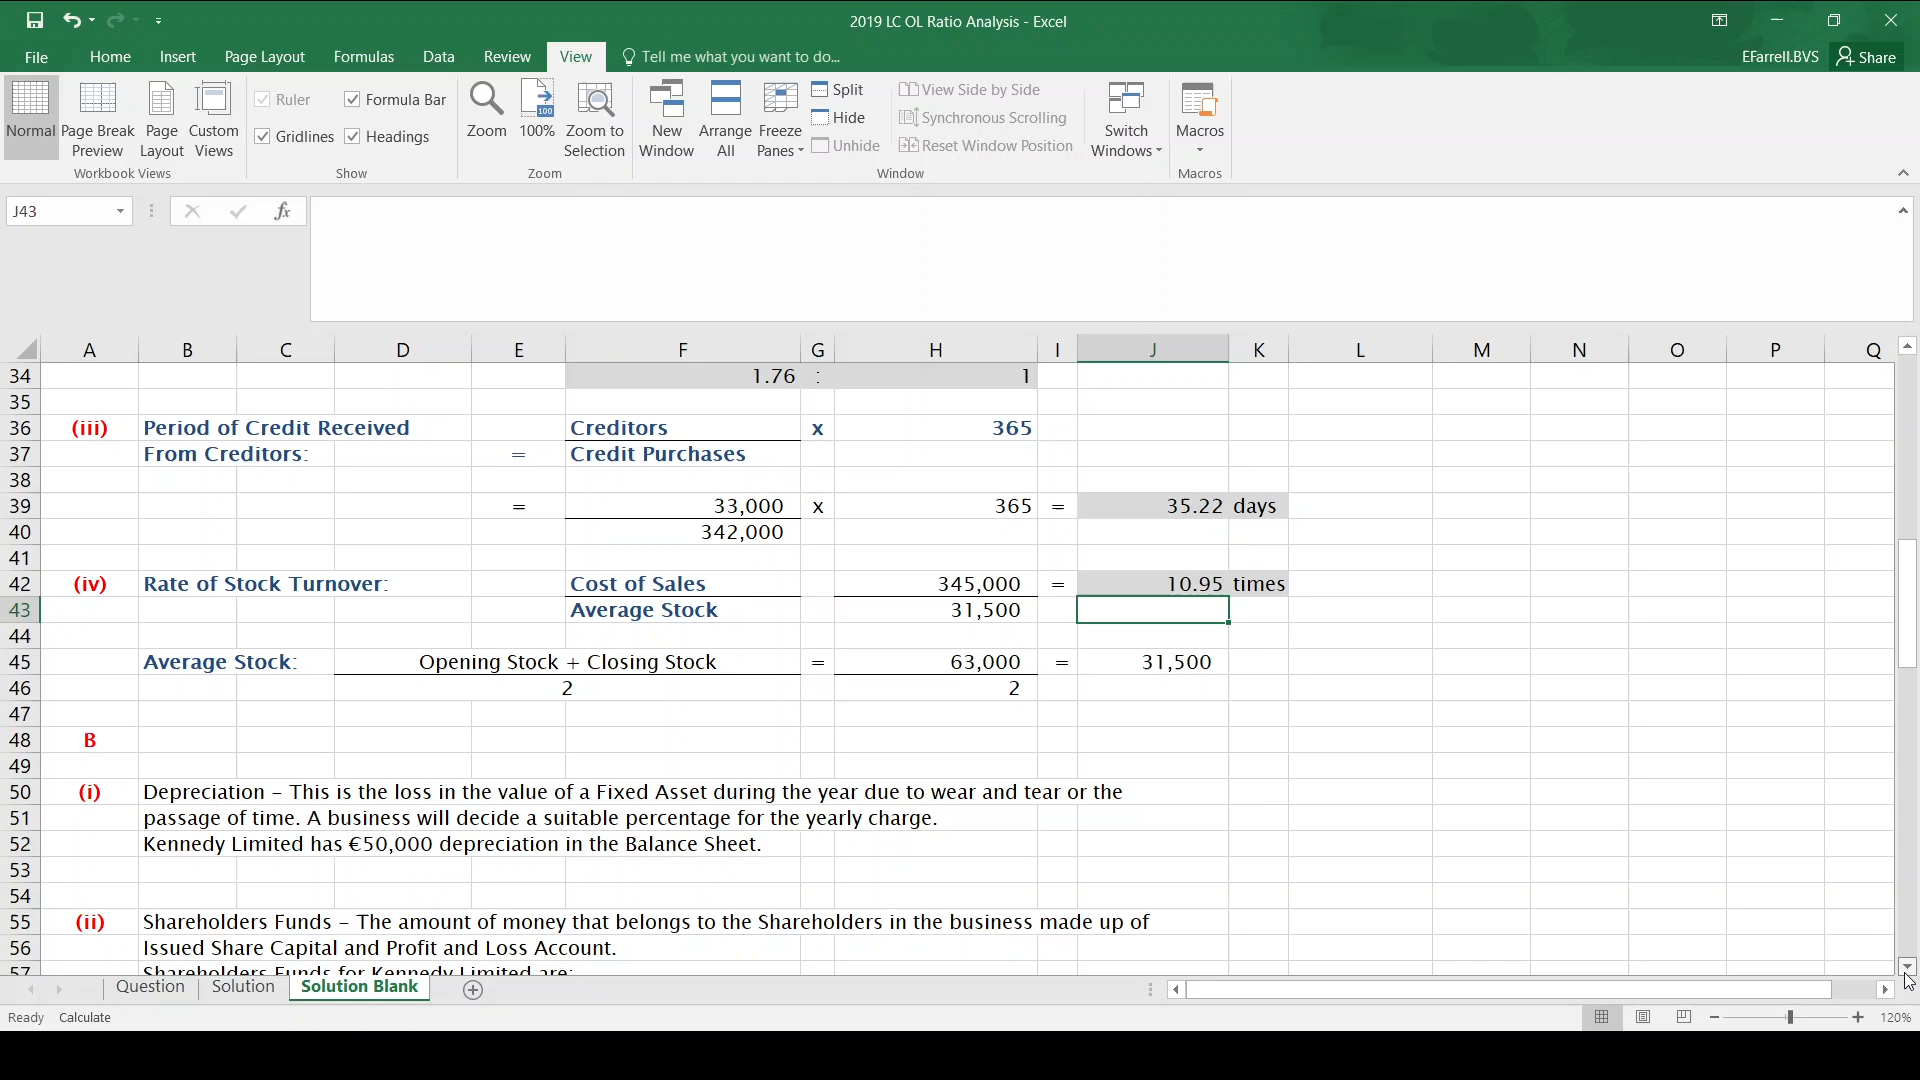 2019 LC OL Ratio Analysis - Excel
File Home Insert Page Layout Formulas Data Review View Tell me what you want to do... EFarrell.BVS Share
Normal Page Break Preview Page Layout Custom Views
Workbook Views
Ruler Formula Bar
Gridlines Headings
Show
Zoom 100% Zoom to Selection
100
Zoom
New Window Arrange All Freeze Panes
Split
Hide
Unhide
View Side by Side
Synchronous Scrolling
Reset Window Position
Window
Switch Windows
Macros
Macros
J43 fx
A B C D E F G H I J K L M N O P Q
34 1.76 : 1
35
36 (iii) Period of Credit Received Creditors x 365
37 From Creditors: = Credit Purchases
38
39 = 33,000 x 365 = 35.22 days
40 342,000
41
42 (iv) Rate of Stock Turnover: Cost of Sales 345,000 = 10.95 times
43 Average Stock 31,500
44
45 Average Stock: Opening Stock + Closing Stock = 63,000 = 31,500
46 2 2
47
48 B
49
50 (i) Depreciation – This is the loss in the value of a Fixed Asset during the year due to wear and tear or the
51 passage of time. A business will decide a suitable percentage for the yearly charge.
52 Kennedy Limited has €50,000 depreciation in the Balance Sheet.
53
54
55 (ii) Shareholders Funds – The amount of money that belongs to the Shareholders in the business made up of
56 Issued Share Capital and Profit and Loss Account.
57 Shareholders Funds for Kennedy Limited are:
Question Solution Solution Blank
Ready Calculate 120%